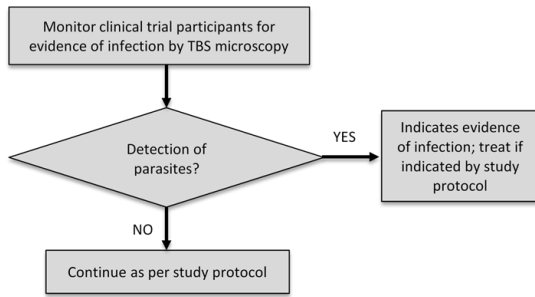 Monitor clinical trial participants for
evidence of infection by TBS microscopy
Detection of
parasites?
YES
Indicates evidence
of infection; treat if
indicated by study
protocol
NO
Continue as per study protocol